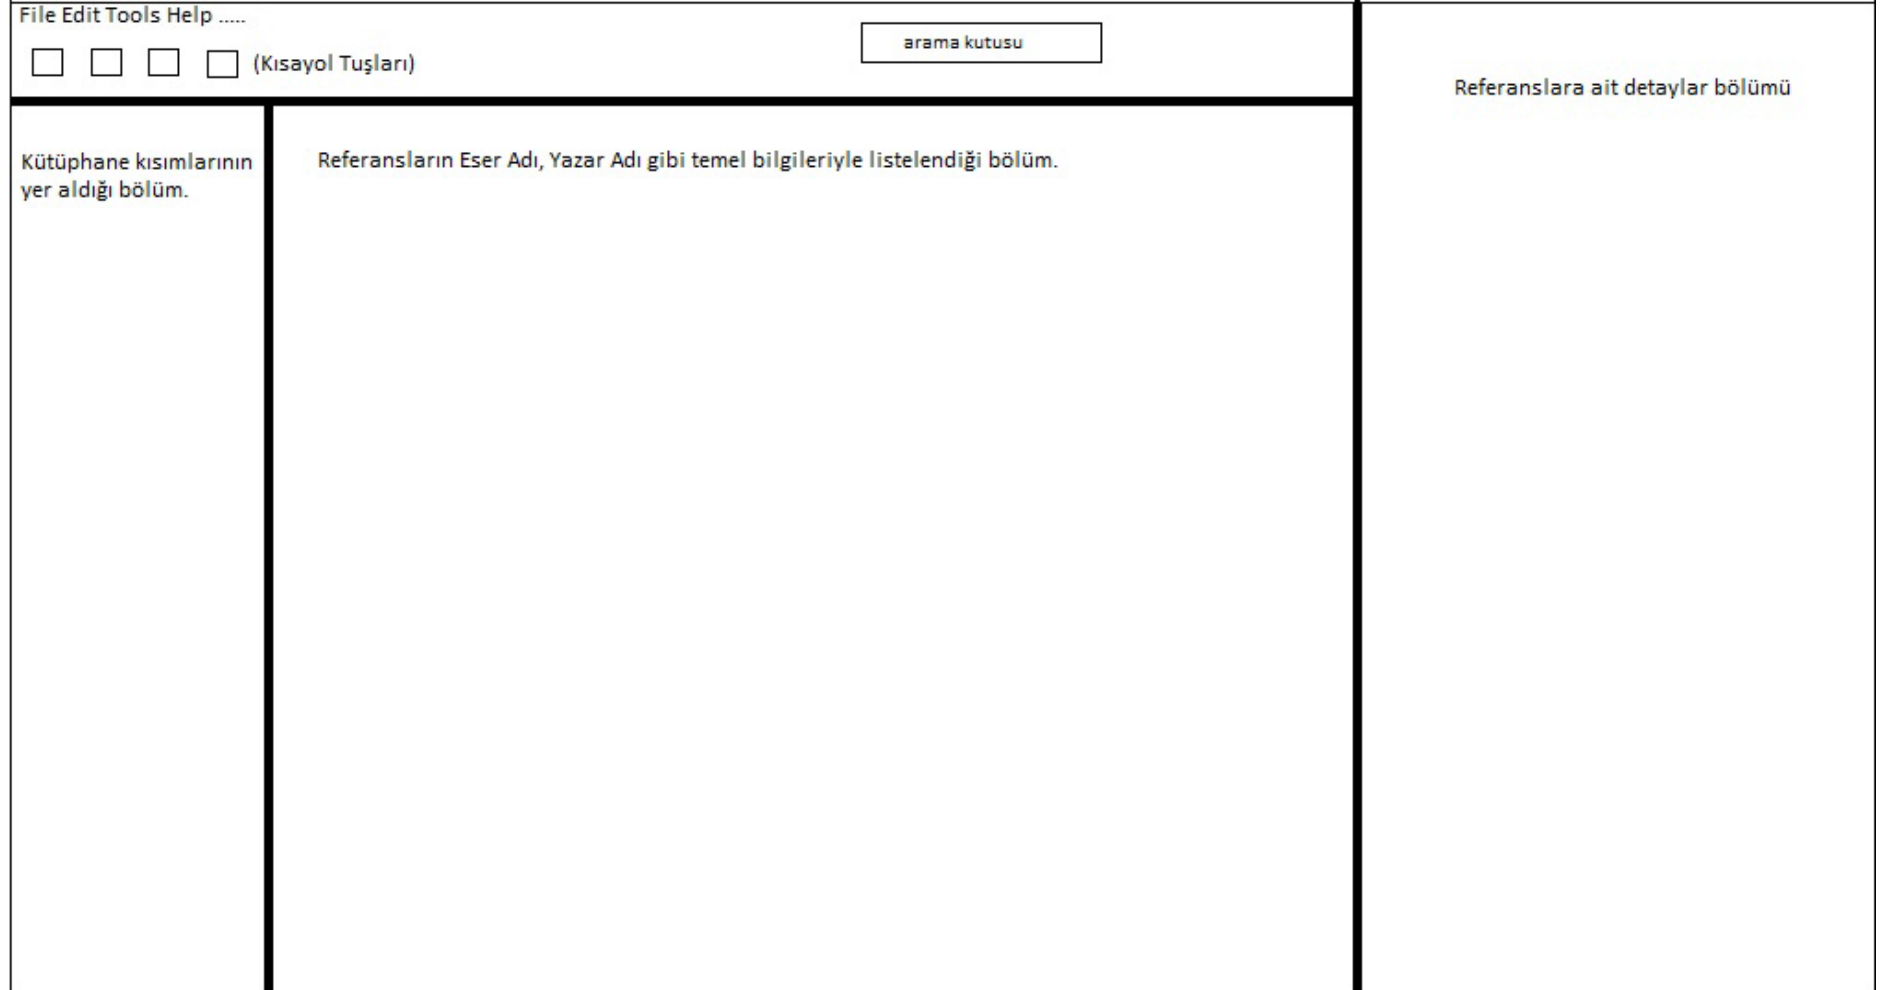 File Edit Tools Help .....
arama kutusu
(Kısayol Tuşları)
Referanslara ait detaylar bölümü
Kütüphane kısımlarının
yer aldığı bölüm.
Referansların Eser Adı, Yazar Adı gibi temel bilgileriyle listelendiği bölüm.